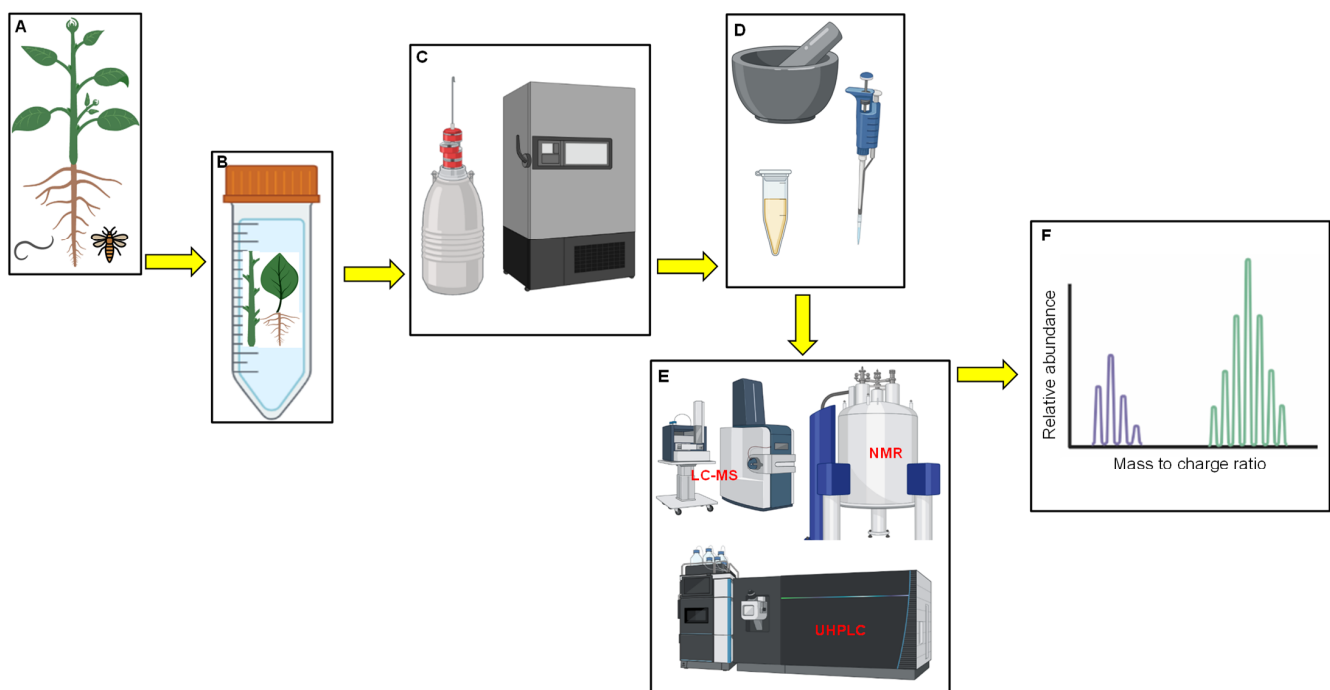 A
B
C
D
E
LC-MS
NMR
UHPLC
F
Relative abundance
Mass to charge ratio